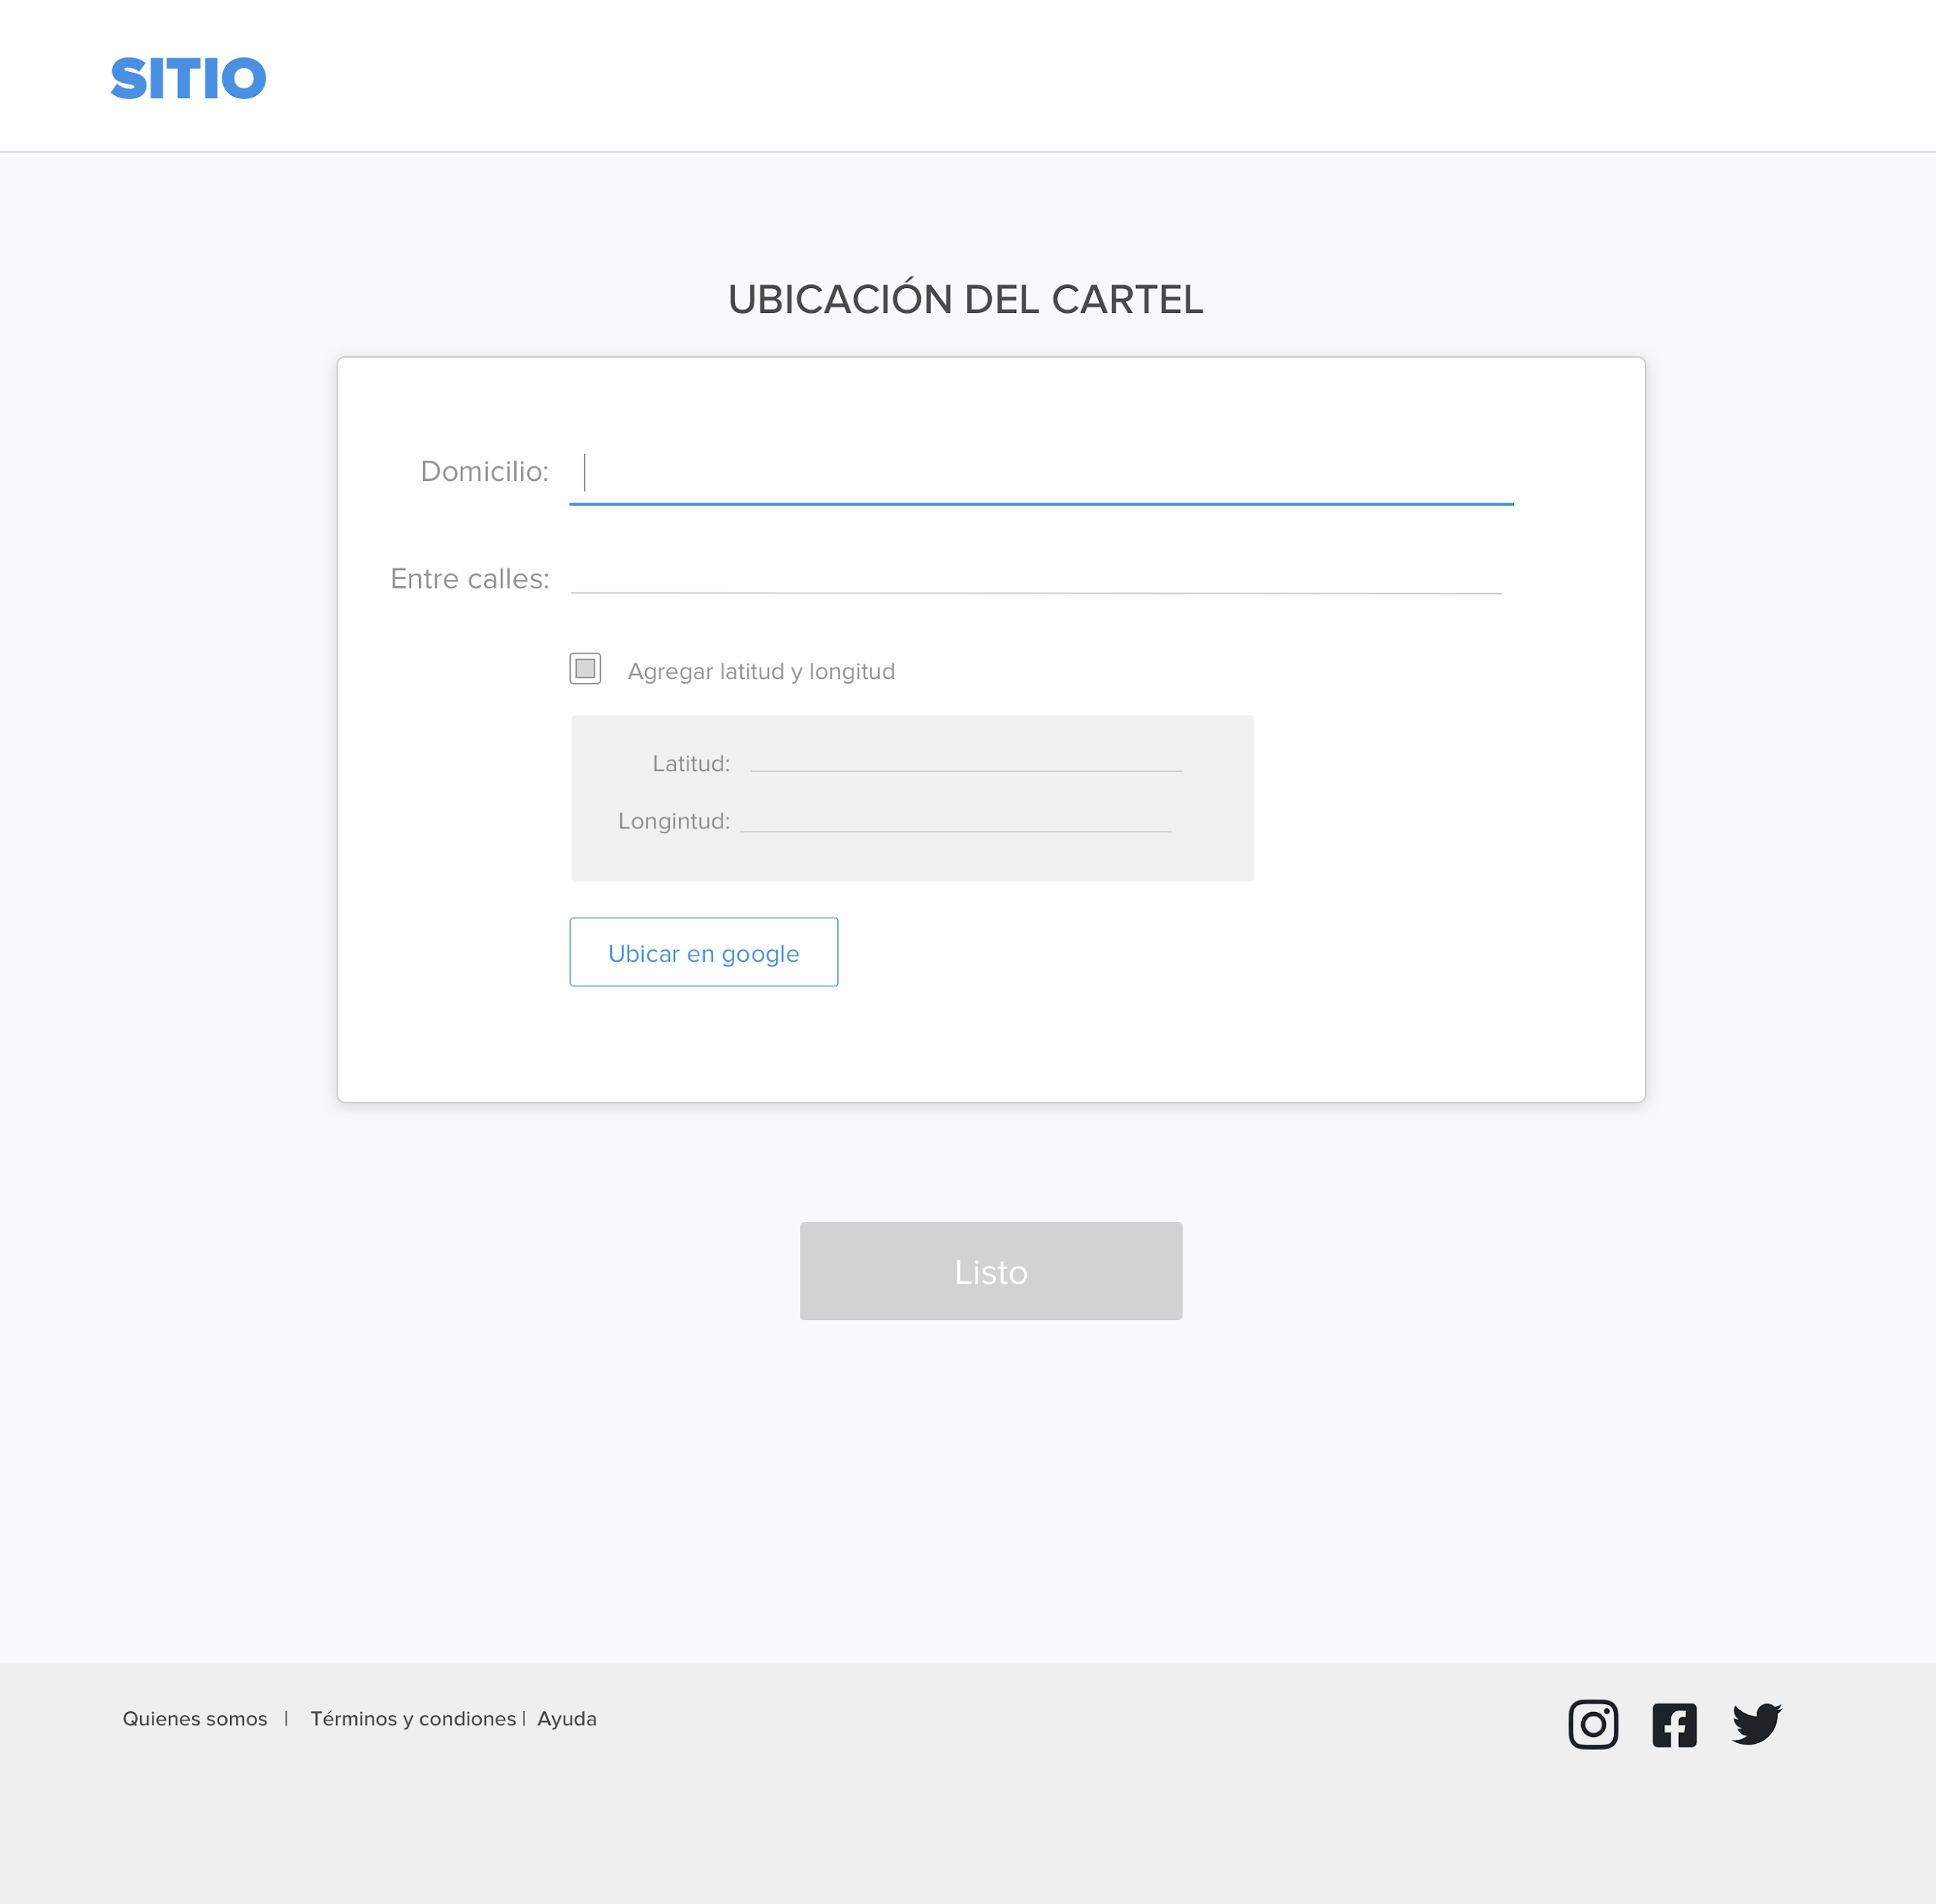 SITIO
UBICACIÓN DEL CARTEL
Domicilio:
Entre calles:
Agregar latitud y longitud
Latitud:
Longintud:
Ubicar en google
Listo
Quienes somos | Términos y condiones | Ayuda